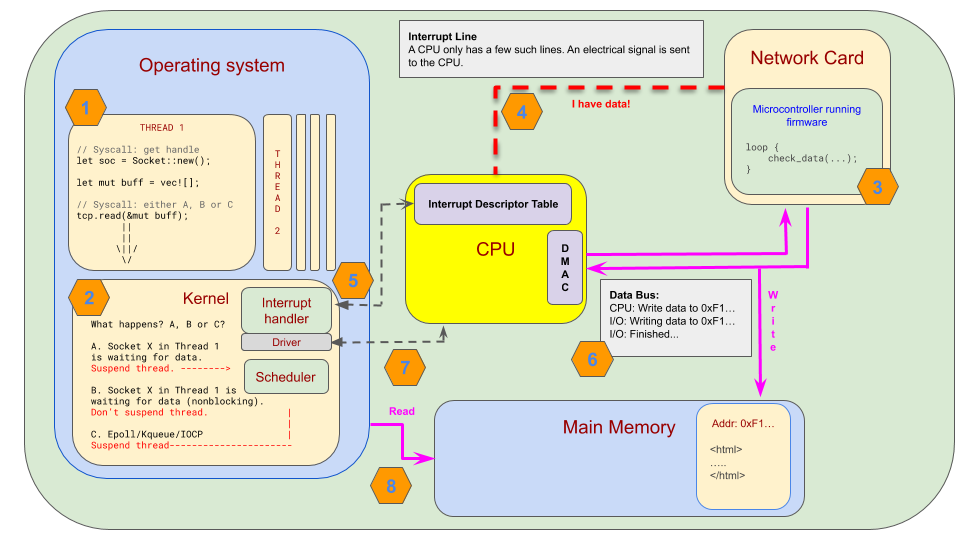 Interrupt Line
A CPU only has a few such lines. An electrical signal is sent
to the CPU.
Operating system
Network Card
1
THREAD 1
// Syscall: get handle
let soc = Socket::new();
let mut buff = vec![];
// Syscall: either A, B or C
tcp.read(&mut buff);
||
||
\||/
\/
THREAD 2
4
I have data!
Microcontroller running
firmware
loop {
check_data(...);
}
3
Interrupt Descriptor Table
CPU
DMAC
5
2
Kernel
Interrupt
handler
Driver
Scheduler
What happens? A, B or C?
A. Socket X in Thread 1
is waiting for data.
Suspend thread. -------->
B. Socket X in Thread 1 is
waiting for data (nonblocking).
Don't suspend thread. |
|
C. Epoll/Kqueue/IOCP |
Suspend thread----------------------
Data Bus:
CPU: Write data to 0xF1...
I/O: Writing data to 0xF1...
I/O: Finished...
Write
6
7
Read
8
Main Memory
Addr: 0xF1...
<html>
.....
</html>